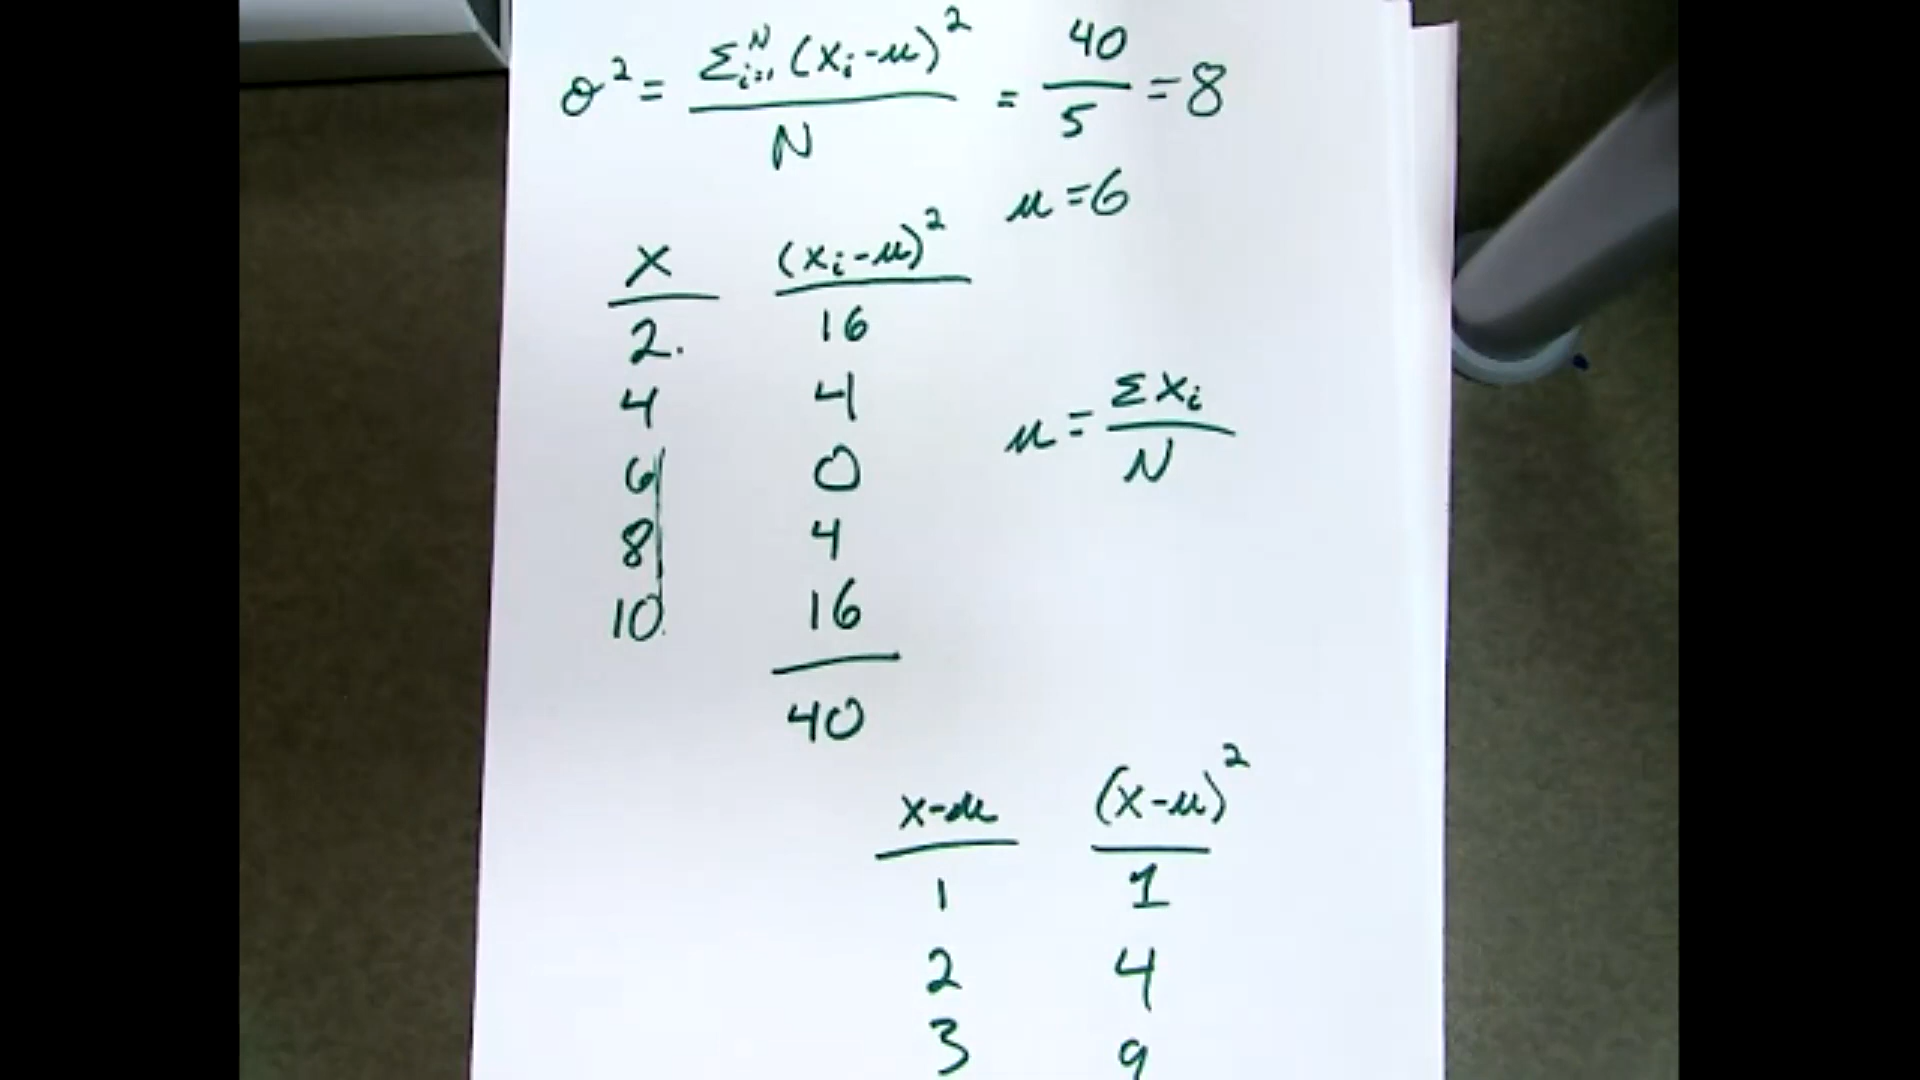 σ² = Σᵢ₌₁ᴺ (xᵢ-μ)² / N = 40/5 = 8
μ = 6
X (xᵢ-μ)²
2. 16
4 4
6 0
8 4
10 16
40
μ = Σxᵢ / N
x-μ (x-μ)²
1 1
2 4
3 9